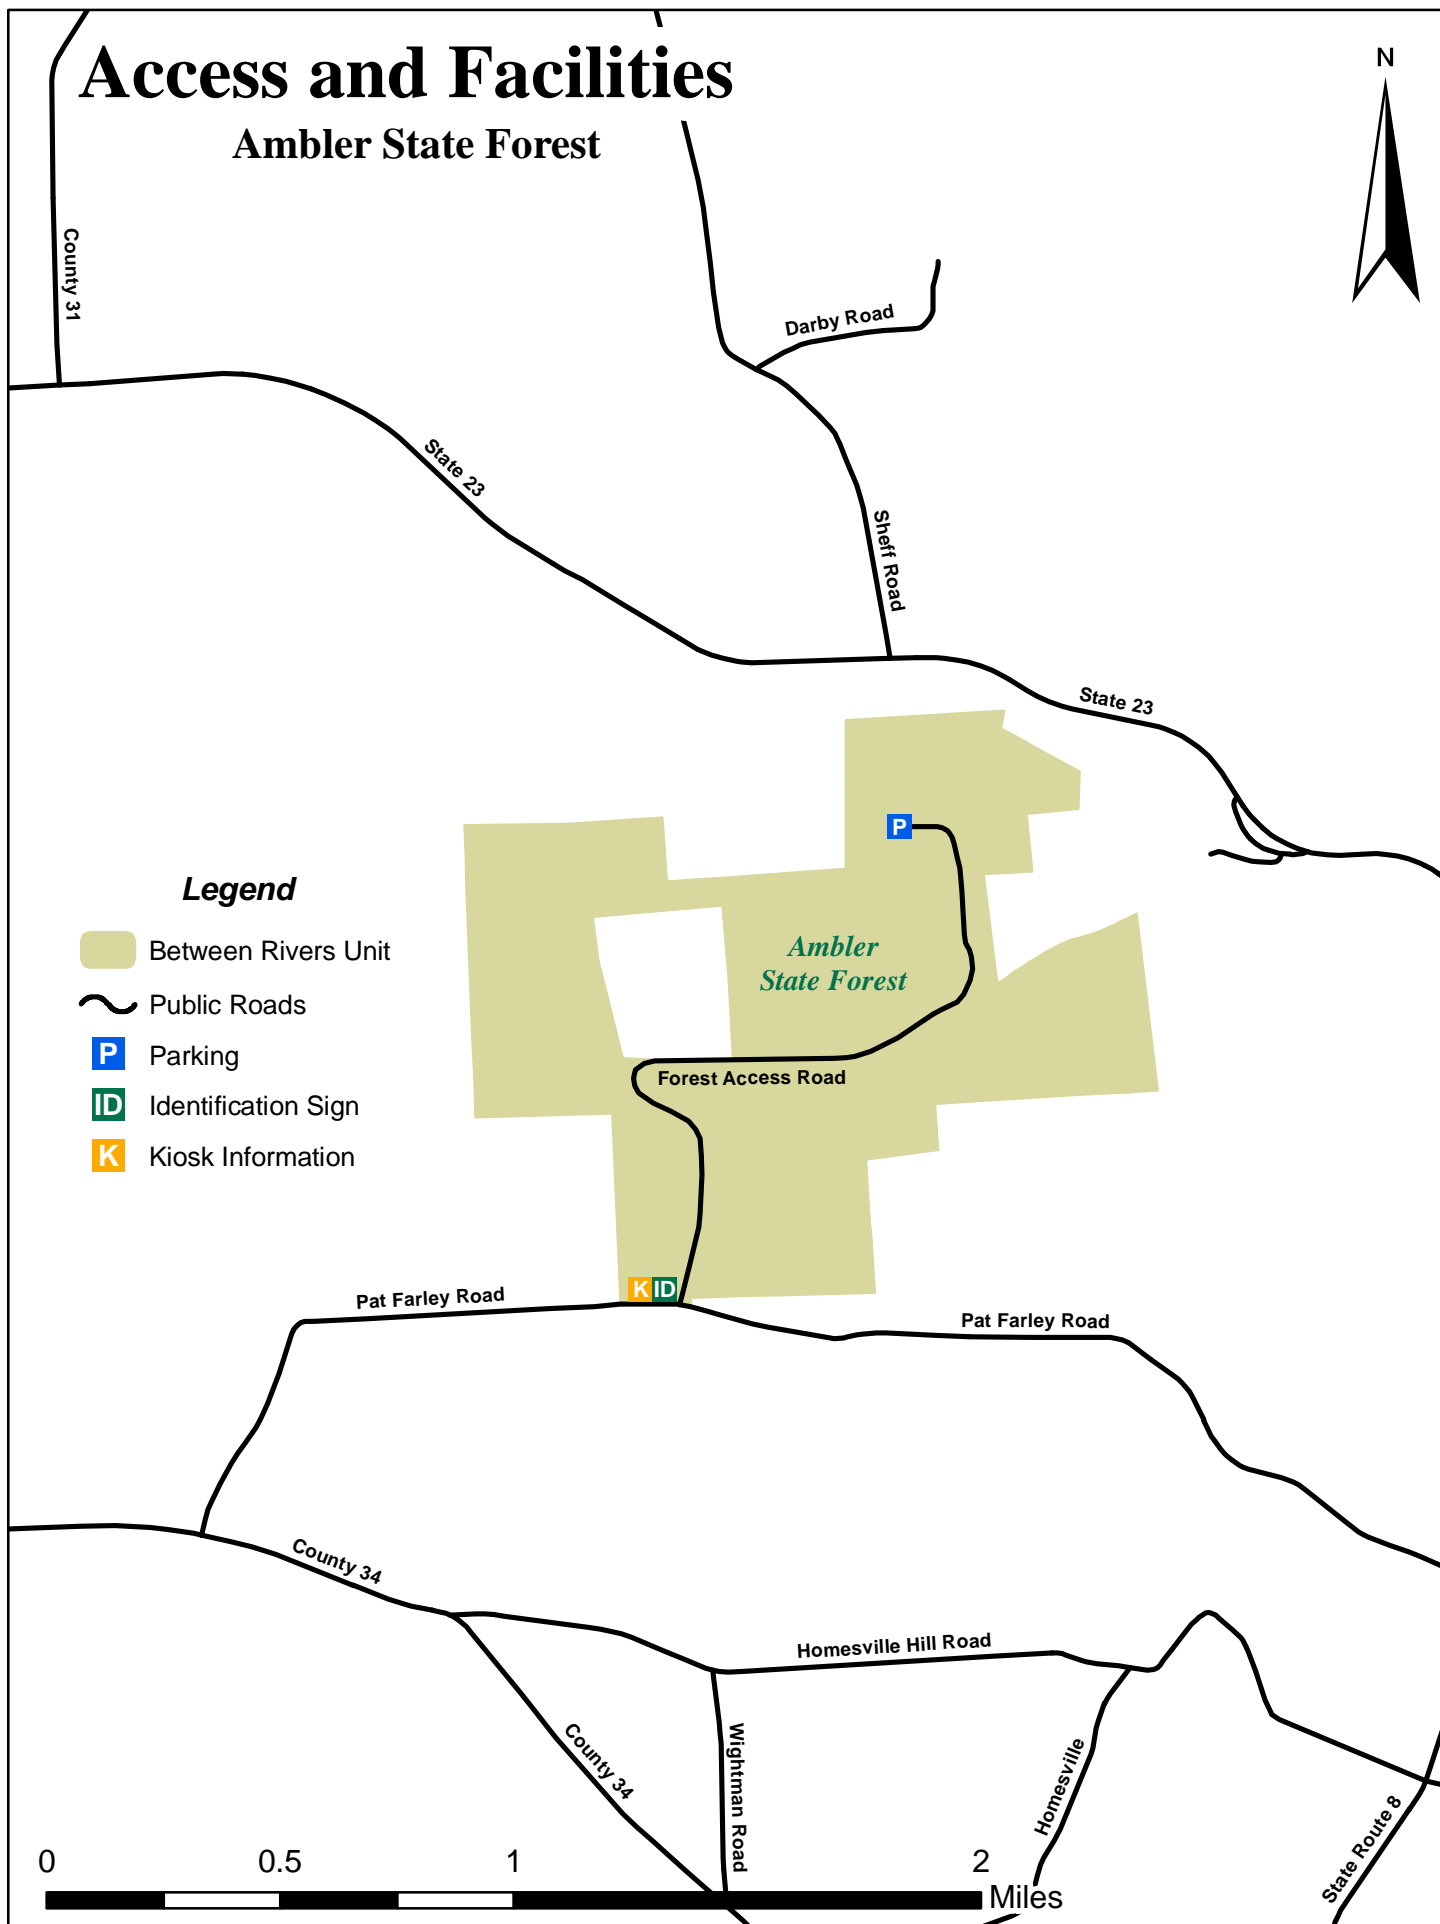 Access and Facilities
Ambler State Forest
N
County 31
Darby Road
State 23
Sheff Road
State 23
P
Legend
Between Rivers Unit
Public Roads
P Parking
ID Identification Sign
K Kiosk Information
Ambler
State Forest
Forest Access Road
K ID
Pat Farley Road
Pat Farley Road
County 34
Homesville Hill Road
County 34
Wightman Road
Homesville
State Route 8
0 0.5 1 2
Miles